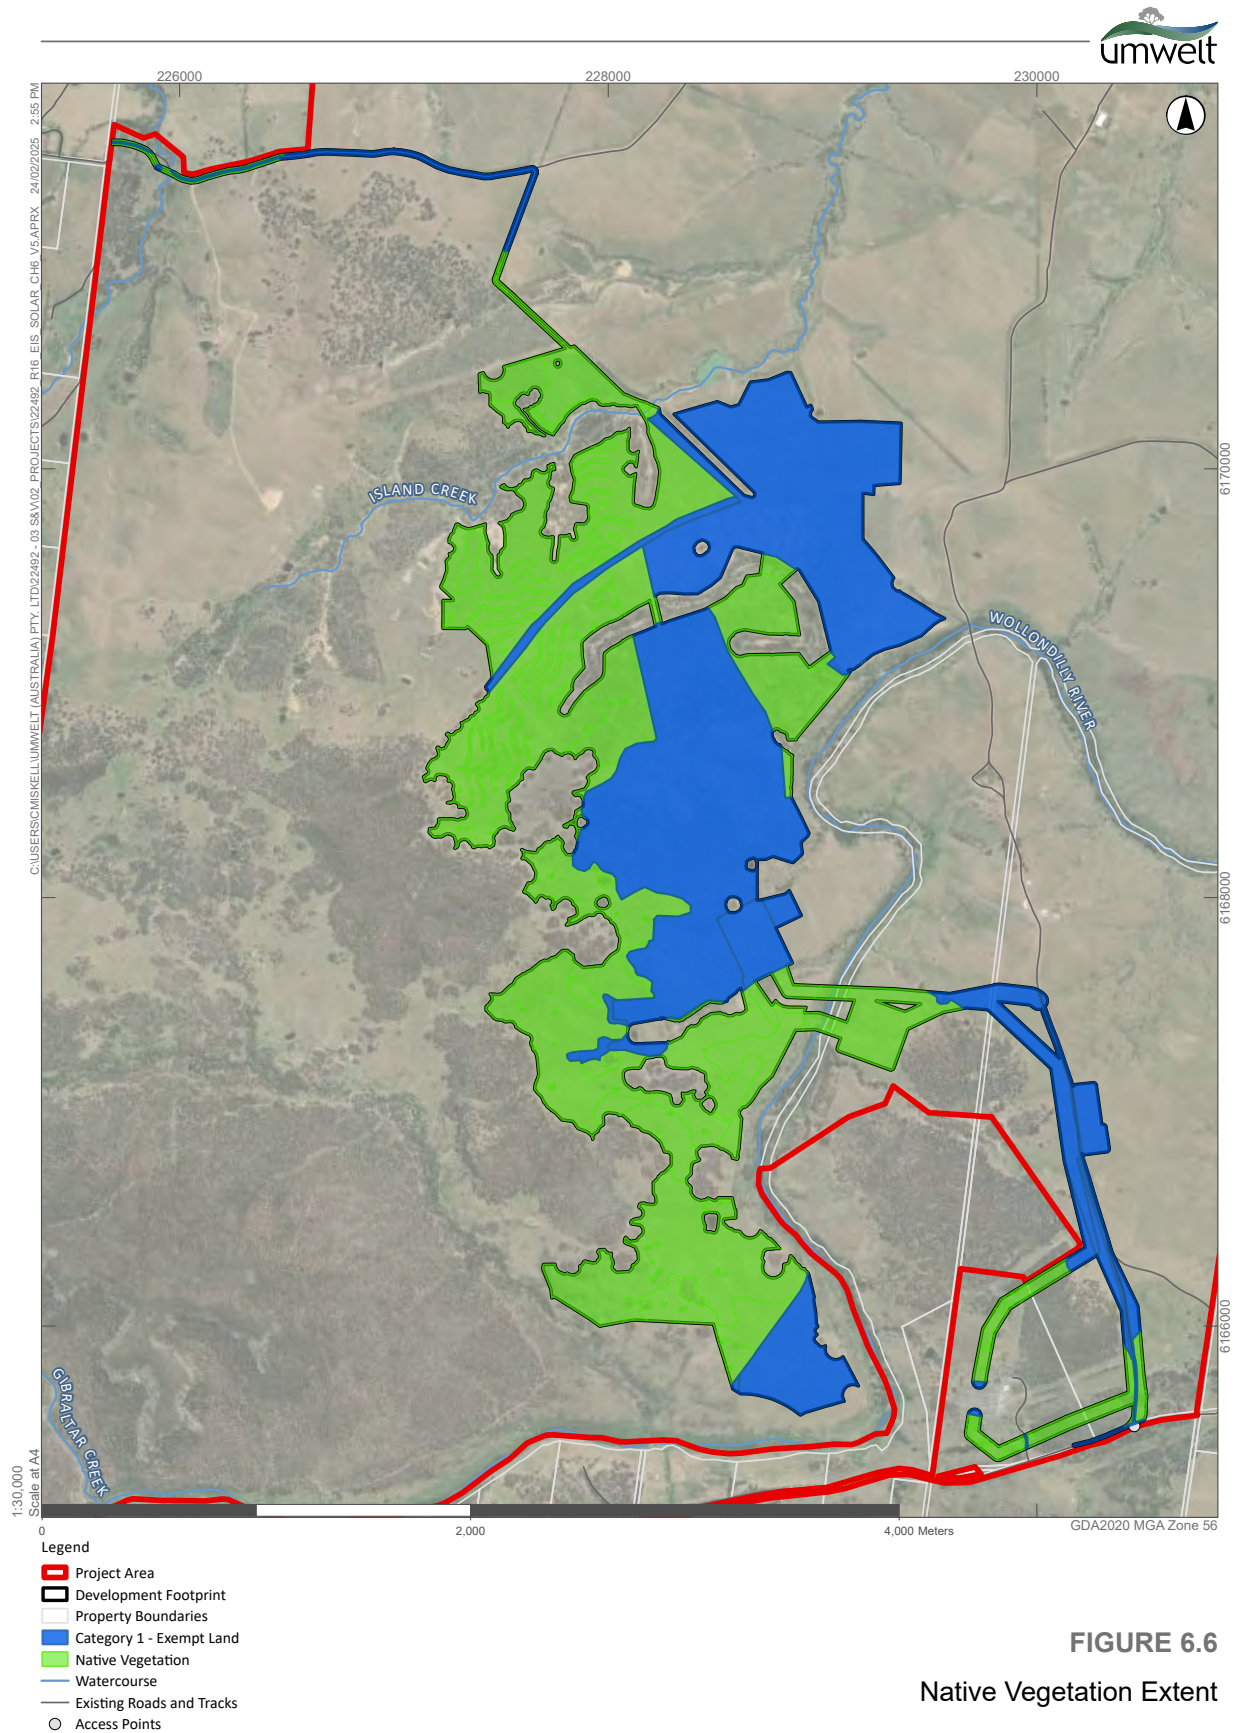 umwelt
226000
228000
230000
C:\USERS\CMISKELL\UMWELT (AUSTRALIA) PTY. LTD\22492 - 03 S&V\02 PROJECTS\22492_R16_EIS_SOLAR_CH6_V5.APRX 24/02/2025 2:55 PM
6170000
ISLAND CREEK
WOLLONDILLY RIVER
6168000
6166000
GIBRALTAR CREEK
1:30,000
Scale at A4
0
2,000
4,000 Meters
GDA2020 MGA Zone 56
Legend
Project Area
Development Footprint
Property Boundaries
Category 1 - Exempt Land
Native Vegetation
Watercourse
Existing Roads and Tracks
Access Points
FIGURE 6.6
Native Vegetation Extent